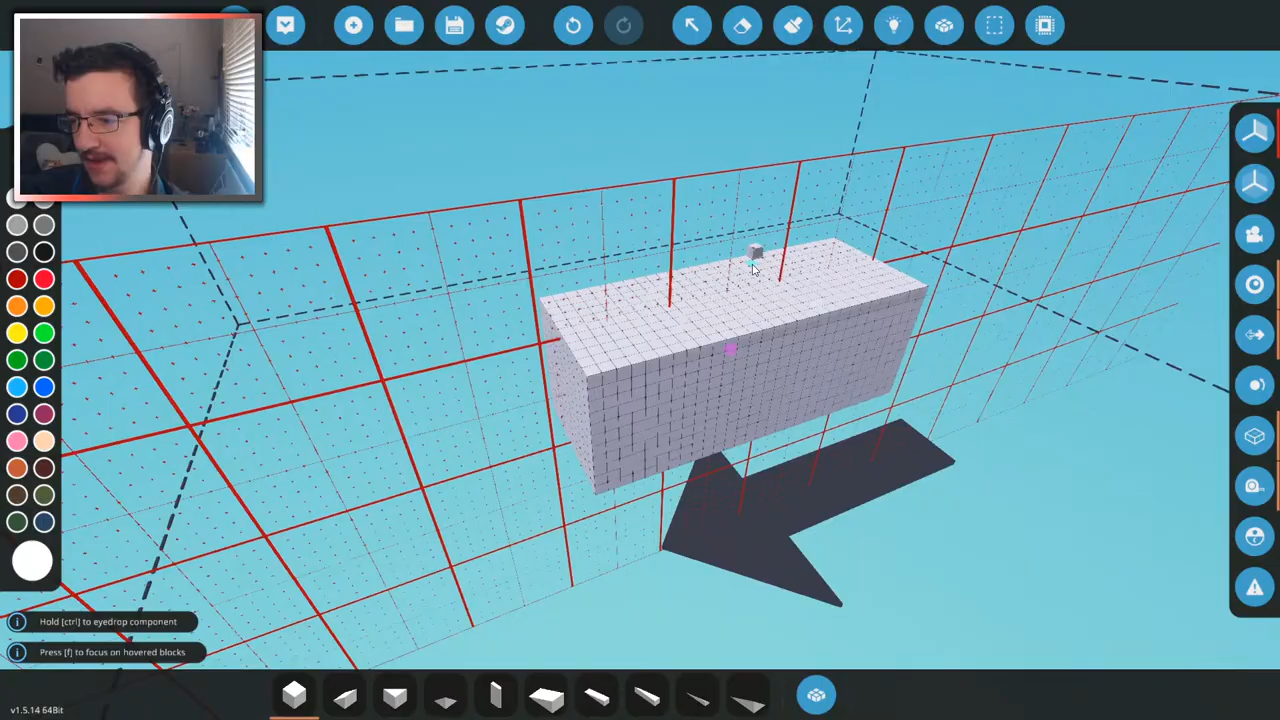 Hold [ctrl] to eyedrop component
Press [f] to focus on hovered blocks
v1.5.14 64Bit